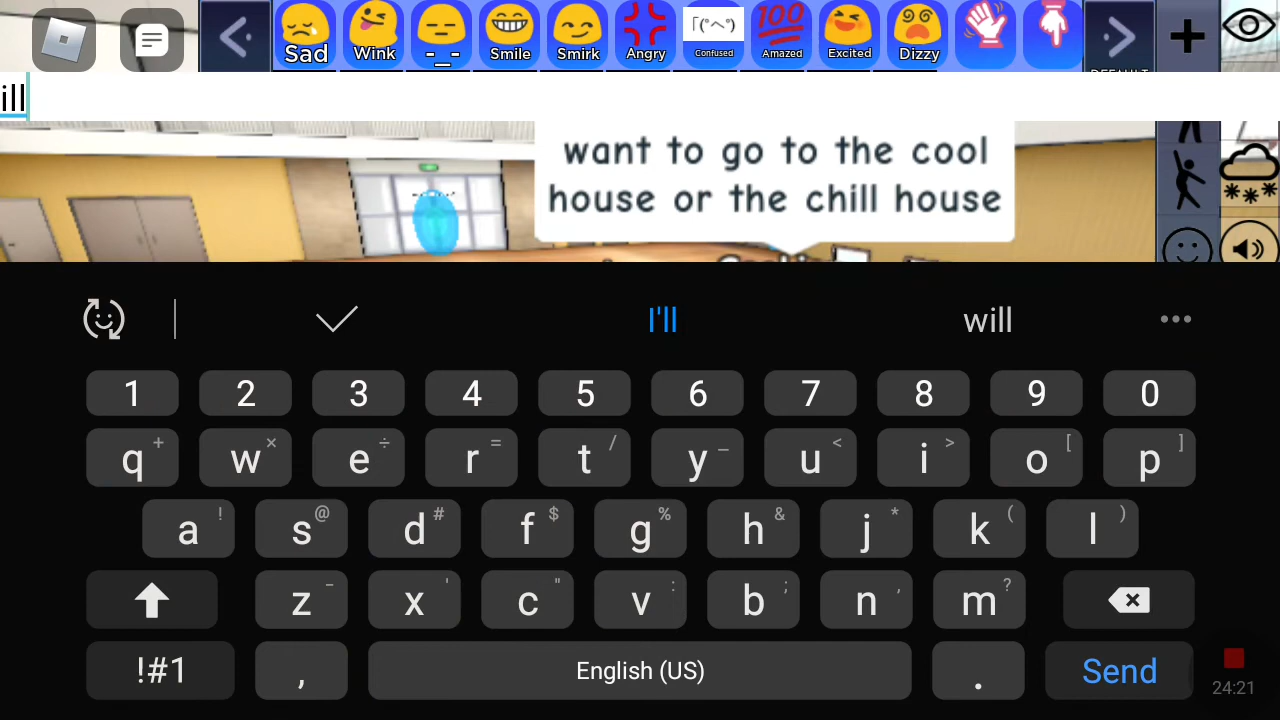 Sad
Wink
-_-
Smile
Smirk
Angry
「(°ヘ°)
Confused
100
Amazed
Excited
Dizzy
ill
want to go to the cool
house or the chill house
I'll
will
1 2 3 4 5 6 7 8 9 0
q + w × e ÷ r = t / y _ u < i > o [ p ]
a ! s @ d # f $ g % h & j * k ( l )
z - x ' c " v : b ; n , m ?
!#1 , English (US) . Send
24:21